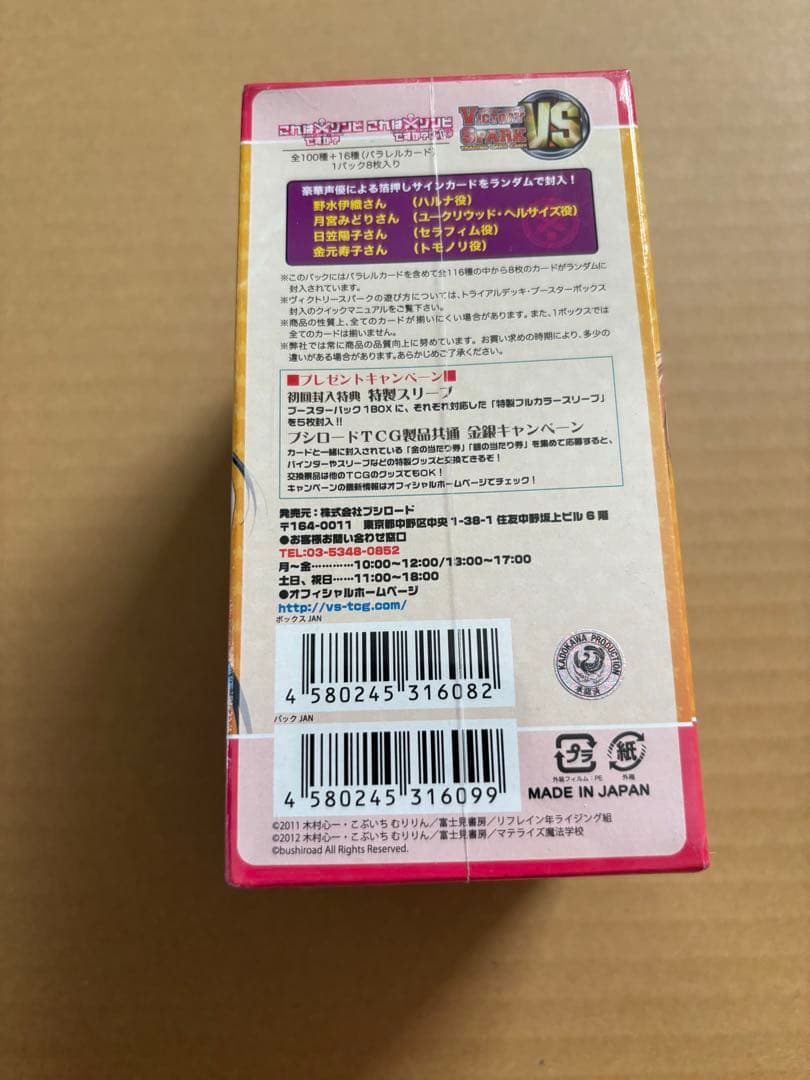 これは×ゾンビですか? これは×ゾンビですか?オブ・ザ・デッド
VICTORY SPARK VS
TRADING CARD GAME
全100種+16種(パラレルカード)
1パック8枚入り
豪華声優による箔押しサインカードをランダムで封入!
野水伊織さん (ハルナ役)
月宮みどりさん (ユークリウッド・ヘルサイズ役)
日笠陽子さん (セラフィム役)
金元寿子さん (トモノリ役)
※このパックにはパラレルカードを含めて全116種の中から8枚のカードがランダムに
封入されています。
※ヴィクトリースパークの遊び方については、トライアルデッキ・ブースターボックス
封入のクイックマニュアルをご覧下さい。
※商品の性質上、全てのカードが揃いにくい場合があります。また、1ボックスでは
全てのカードは揃いません。
※弊社では常に商品の品質向上に努めています。お買い求めの時期により、多少の
違いがある場合があります。あらかじめご了承ください。
■プレゼントキャンペーン!■
初回封入特典 特製スリーブ
ブースターパック1BOXに、それぞれ対応した「特製フルカラースリーブ」
を5枚封入!!
ブシロードTCG製品共通 金銀キャンペーン
カードと一緒に封入されている「金の当たり券」「銀の当たり券」を集めて応募すると、
バインダーやスリーブなどの特製グッズと交換できるぞ!
交換景品は他のTCGのグッズでもOK!
キャンペーンの最新情報はオフィシャルホームページでチェック!
発売元:株式会社ブシロード
〒164-0011 東京都中野区中央1-38-1 住友中野坂上ビル6階
●お客様お問い合わせ窓口
TEL:03-5348-0852
月~金…………10:00~12:00/13:00~17:00
土日、祝日……11:00~18:00
●オフィシャルホームページ
http://vs-tcg.com/
ボックス JAN
4 580245 316082
KADOKAWA PRODUCTION
承認済
パック JAN
4 580245 316099
プラ 紙
外装フィルム:PE 外箱
MADE IN JAPAN
©2011 木村心一・こぶいち むりりん/富士見書房/リフレイン年ライジング組
©2012 木村心一・こぶいち むりりん/富士見書房/マテライズ魔法学校
©bushiroad All Rights Reserved.